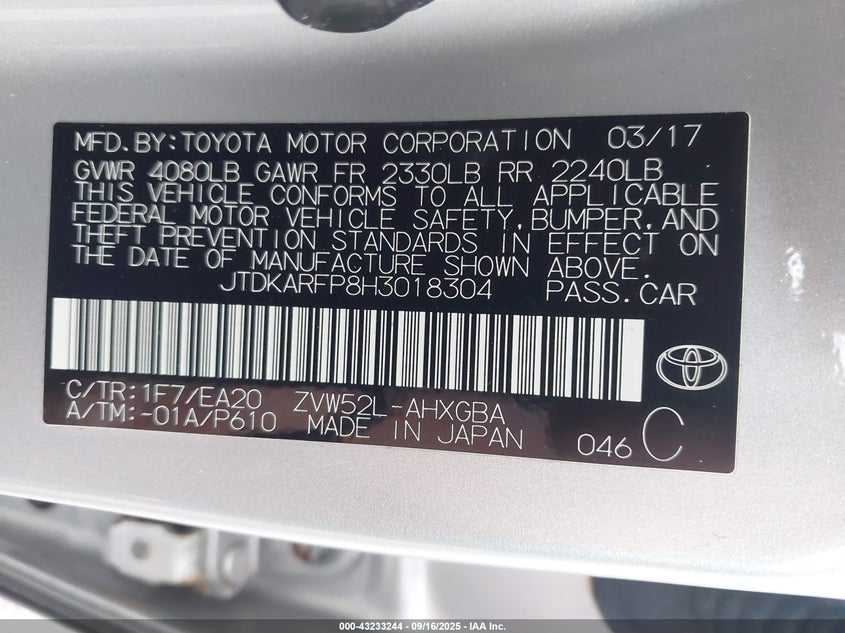 MFD.BY:TOYOTA MOTOR CORPORATION 03/17
GVWR 4080LB GAWR FR 2330LB RR 2240LB
THIS VEHICLE CONFORMS TO ALL APPLICABLE
FEDERAL MOTOR VEHICLE SAFETY,BUMPER,AND
THEFT PREVENTION STANDARDS IN EFFECT ON
THE DATE OF MANUFACTURE SHOWN ABOVE.
JTDKARFP8H3018304 PASS.CAR
C/TR:1F7/EA20 ZVW52L-AHXGBA
A/TM:-01A/P610 MADE IN JAPAN 046 C
000-43233244 - 09/16/2025 - IAA Inc.